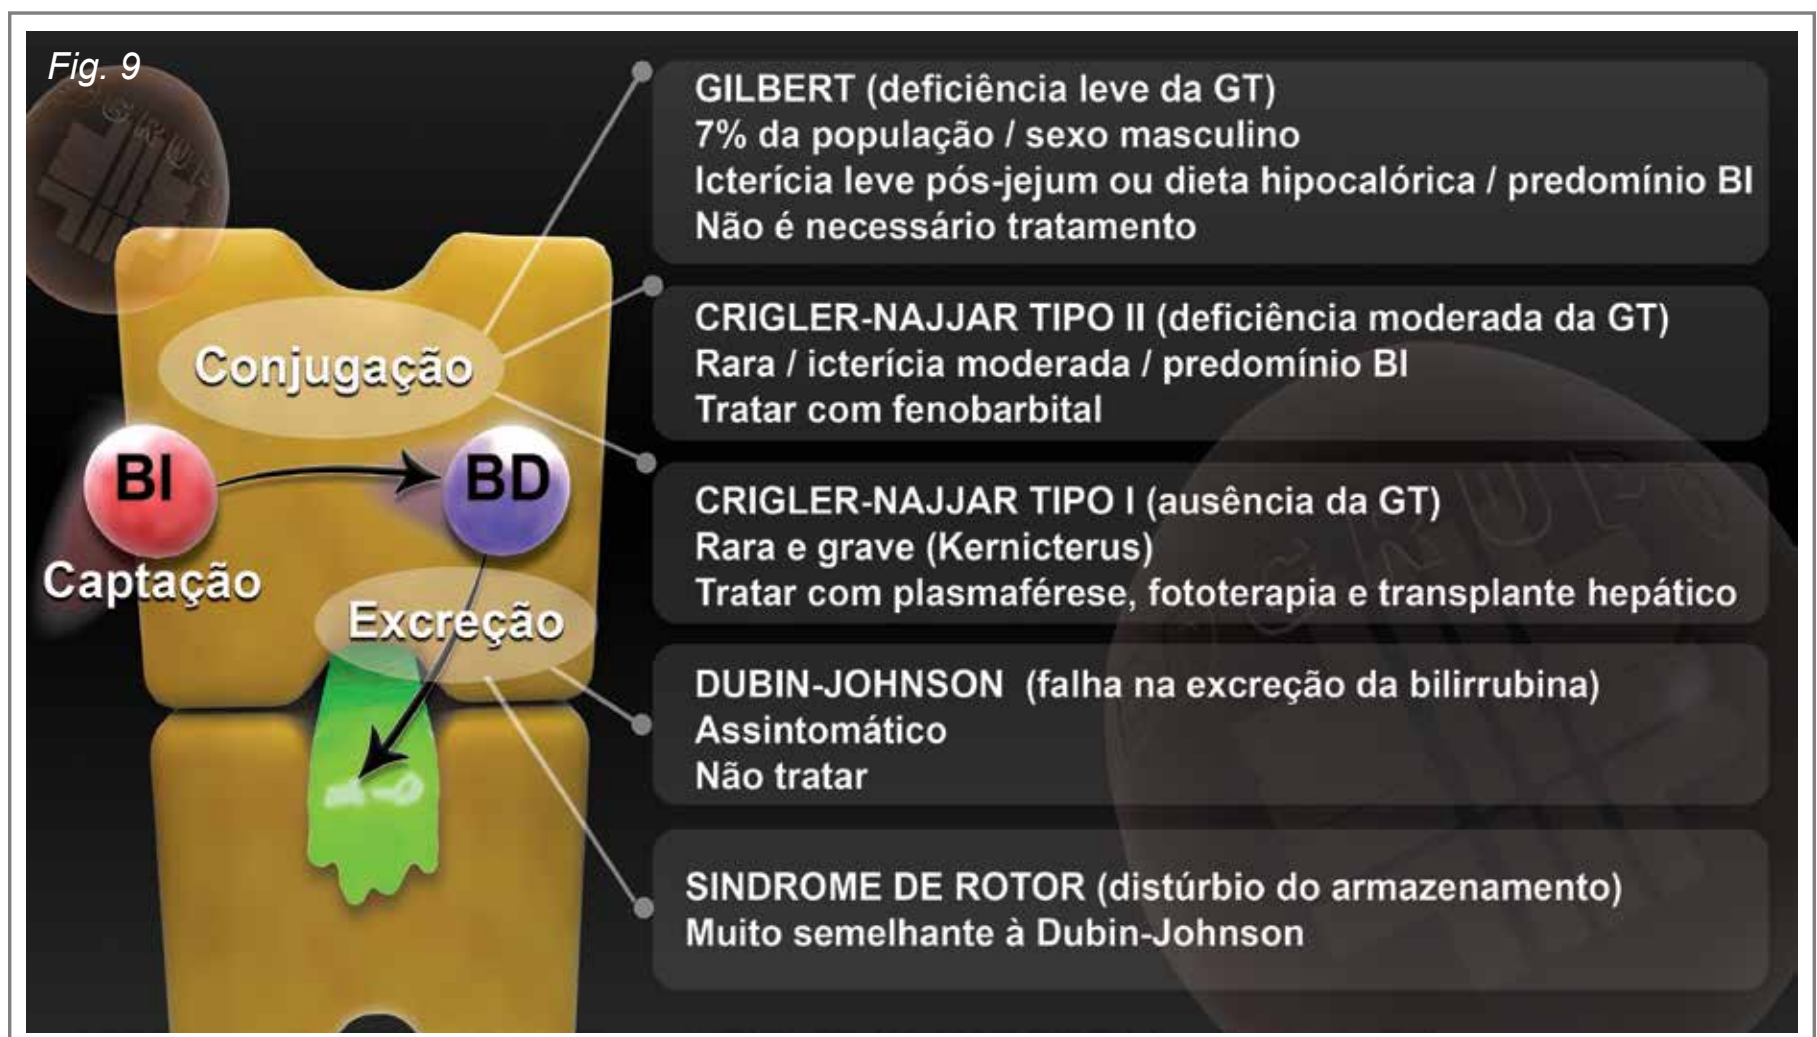 Fig. 9
GILBERT (deficiência leve da GT)
7% da população / sexo masculino
Icterícia leve pós-jejum ou dieta hipocalórica / predomínio BI
Não é necessário tratamento
CRIGLER-NAJJAR TIPO II (deficiência moderada da GT)
Rara / icterícia moderada / predomínio BI
Tratar com fenobarbital
CRIGLER-NAJJAR TIPO I (ausência da GT)
Rara e grave (Kernicterus)
Tratar com plasmaférese, fototerapia e transplante hepático
DUBIN-JOHNSON (falha na excreção da bilirrubina)
Assintomático
Não tratar
SINDROME DE ROTOR (distúrbio do armazenamento)
Muito semelhante à Dubin-Johnson
Conjugação
BI
BD
Captação
Excreção